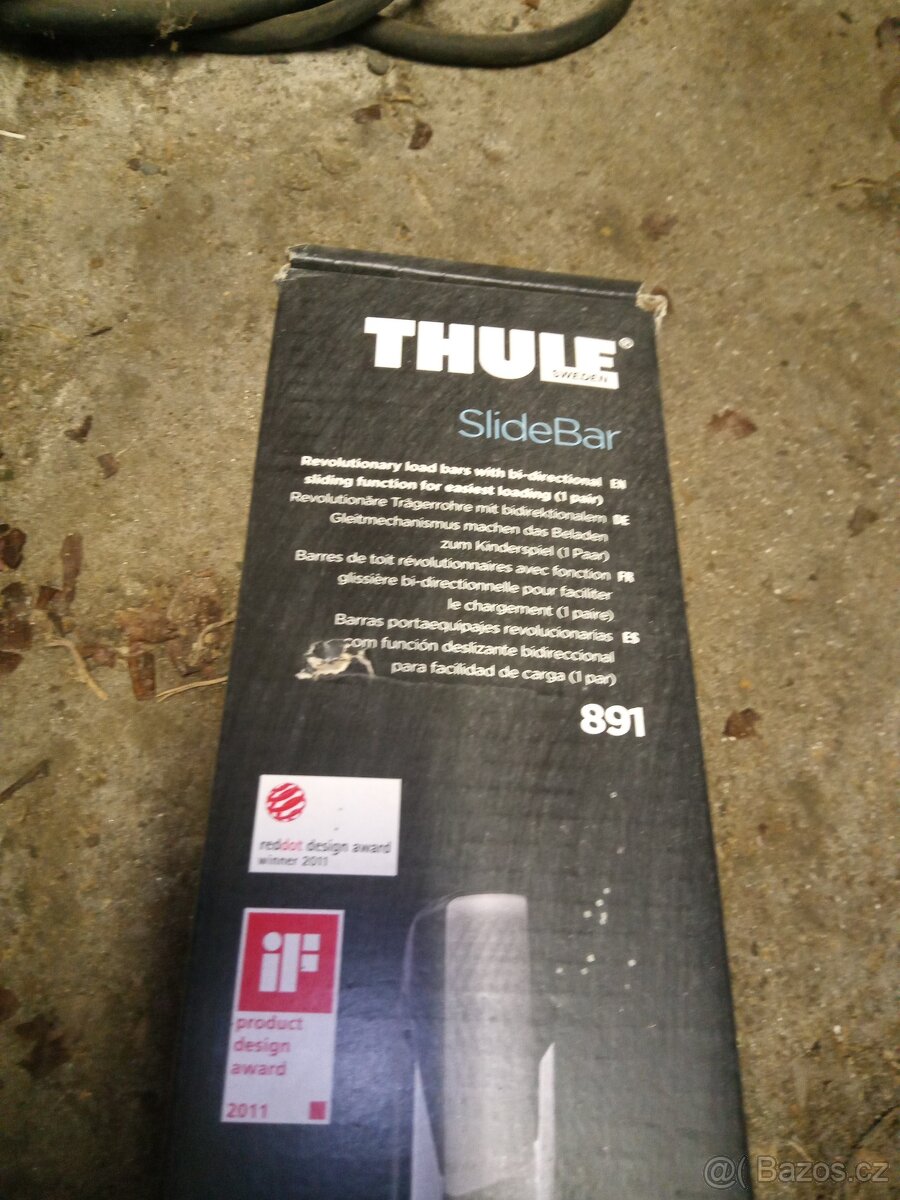 THULE®
SWEDEN
SlideBar
Revolutionary load bars with bi-directional EN
sliding function for easiest loading (1 pair)
Revolutionäre Trägerrohre mit bidirektionalem DE
Gleitmechanismus machen das Beladen
zum Kinderspiel (1 Paar)
Barres de toit révolutionnaires avec fonction FR
glissière bi-directionnelle pour faciliter
le chargement (1 paire)
Barras portaequipajes revolucionarias ES
com función deslizante bidireccional
para facilidad de carga (1 par)
891
reddot design award
winner 2011
iF
product
design
award
2011
@( Bazos.cz